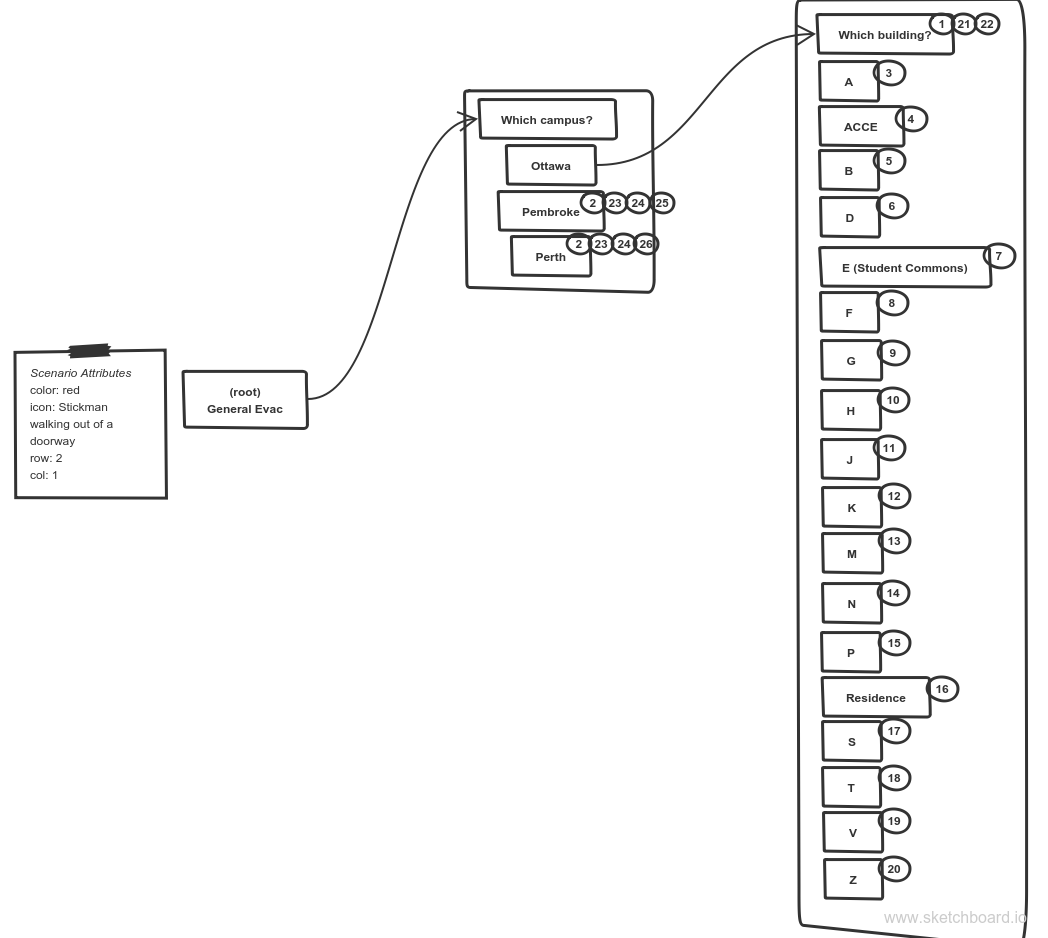 Scenario Attributes
color: red
icon: Stickman
walking out of a
doorway
row: 2
col: 1
(root)
General Evac
Which campus?
Ottawa
Pembroke 2 23 24 25
Perth 2 23 24 26
Which building? 1 21 22
A 3
ACCE 4
B 5
D 6
E (Student Commons) 7
F 8
G 9
H 10
J 11
K 12
M 13
N 14
P 15
Residence 16
S 17
T 18
V 19
Z 20
www.sketchboard.io